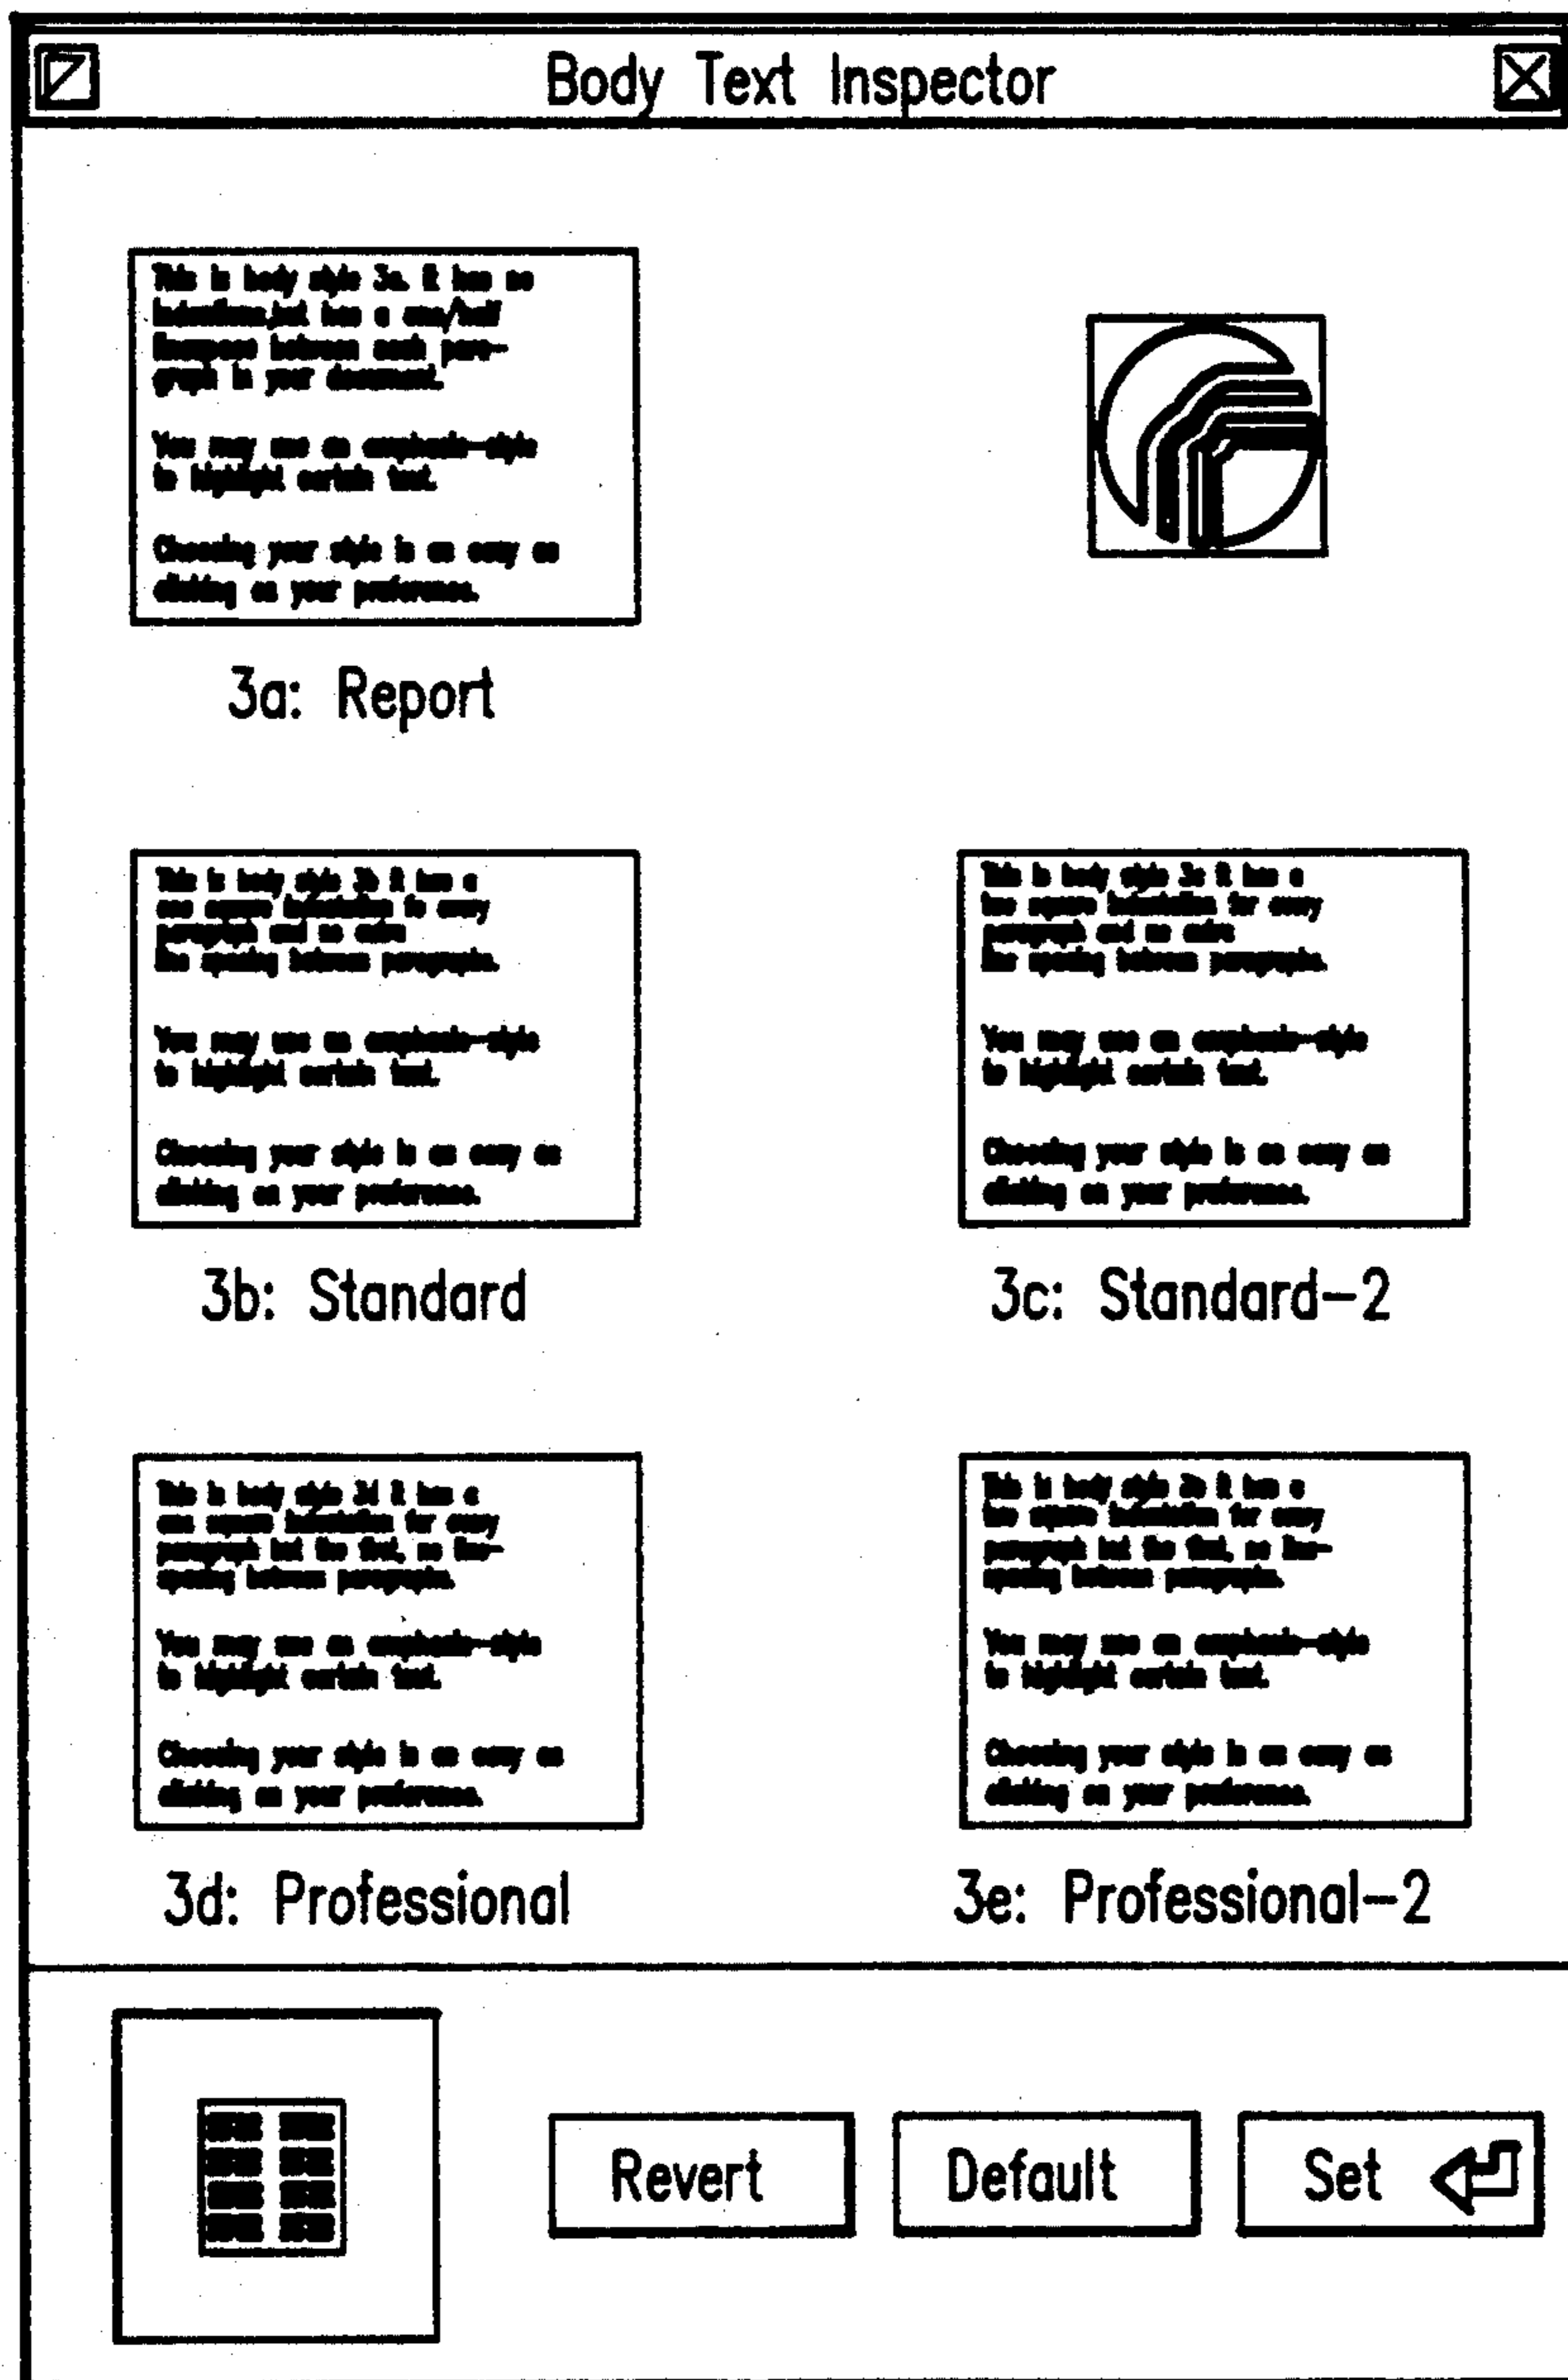 Body Text Inspector
This is body style 3a. It has no
indentions, but has a one/half
linespace between each para-
graph in your document.
You may use an emphasis-style
to highlight certain text.
Choosing your style is as easy as
clicking on your preference.
3a: Report
This is body style 3b It has a
one square indentation for every
paragraph and no extra
line spacing between paragraphs.
You may use an emphasis-style
to highlight certain text.
Choosing your style is as easy as
clicking on your preference.
3b: Standard
This is body style 3c It has a
two square indentation for every
paragraph and no extra
line spacing between paragraphs.
You may use an emphasis-style
to highlight certain text.
Choosing your style is as easy as
clicking on your preference.
3c: Standard-2
This is body style 3d It has a
one square indentation for every
paragraph but the first, no line-
spacing between paragraphs.
You may use an emphasis-style
to highlight certain text.
Choosing your style is as easy as
clicking on your preference.
3d: Professional
This is body style It has a
two square indentation for every
paragraph but the first, no line-
spacing between paragraphs.
You may use an emphasis-style
to highlight certain text.
Choosing your style is as easy as
clicking on your preference.
3e: Professional-2
Revert
Default
Set